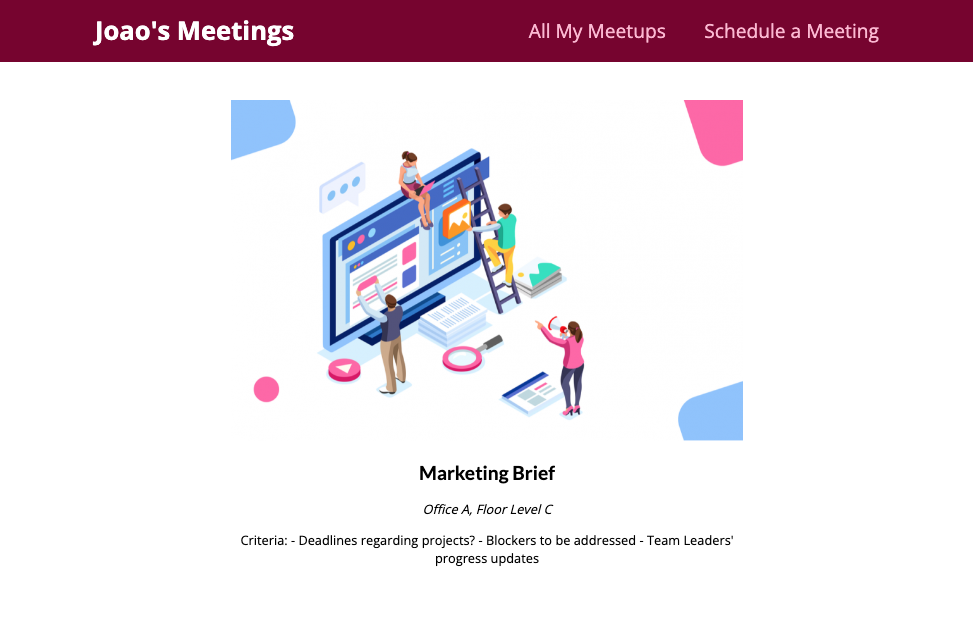 Joao's Meetings
All My Meetups
Schedule a Meeting
Marketing Brief
Office A, Floor Level C
Criteria: - Deadlines regarding projects? - Blockers to be addressed - Team Leaders'
progress updates